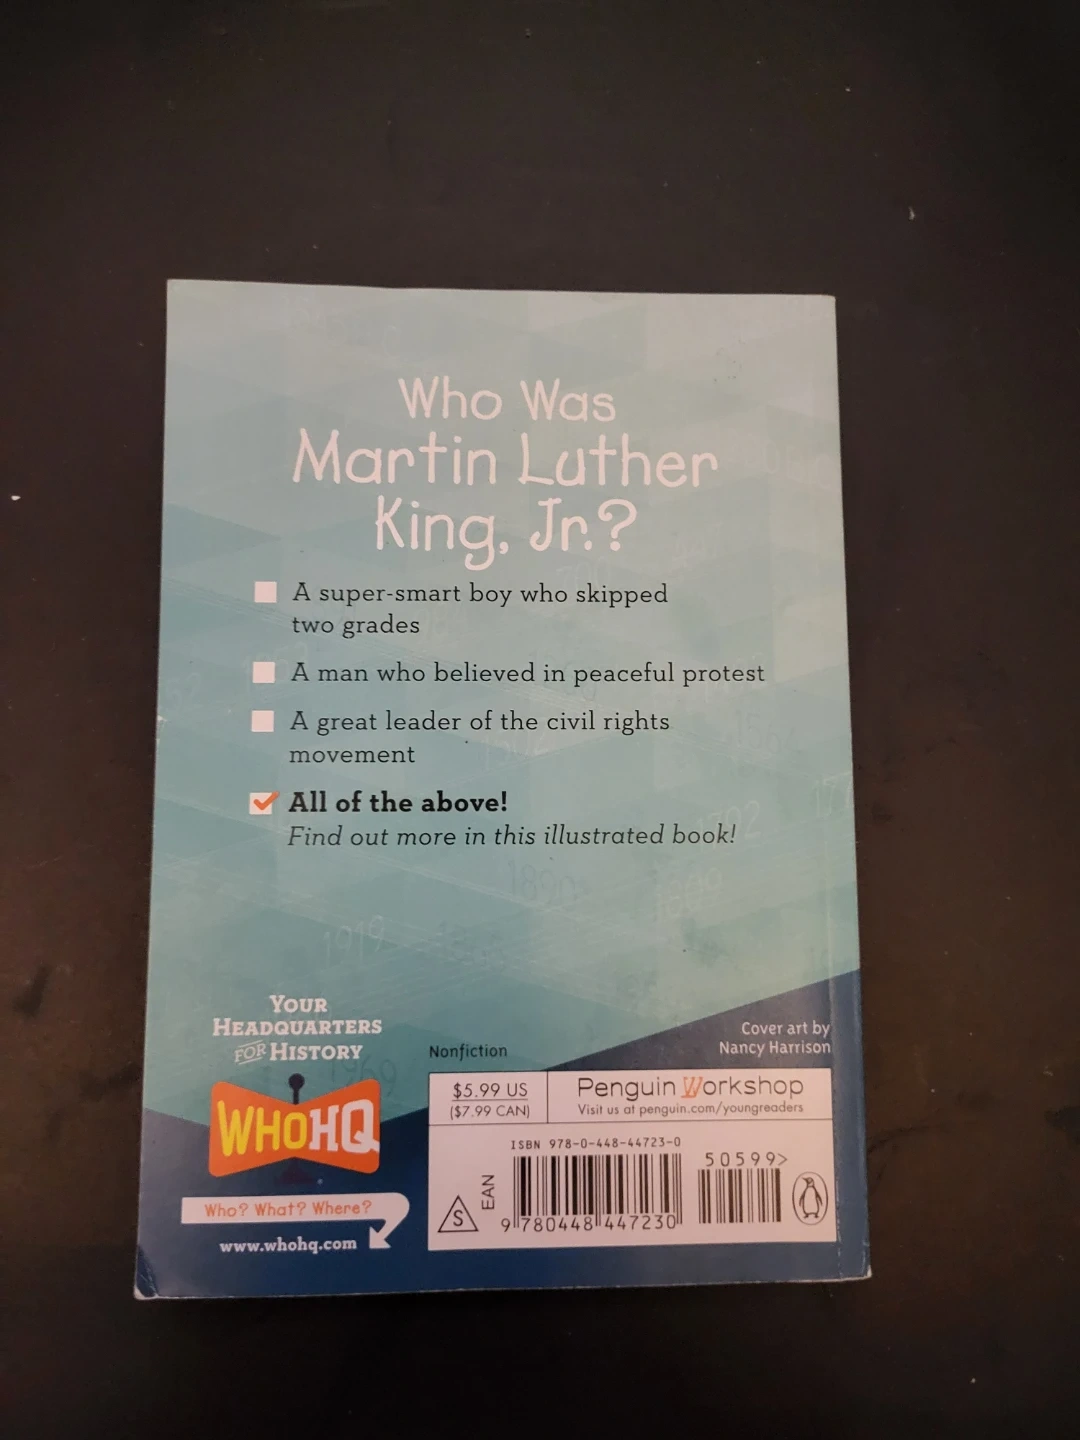 Who Was
Martin Luther
King, Jr.?
A super-smart boy who skipped
two grades
A man who believed in peaceful protest
A great leader of the civil rights
movement
All of the above!
Find out more in this illustrated book!
1890
1919
1969
YOUR
HEADQUARTERS
FOR HISTORY
WHOHQ
Who? What? Where?
www.whohq.com
Nonfiction
Cover art by
Nancy Harrison
$5.99 US
($7.99 CAN)
Penguin Workshop
Visit us at penguin.com/youngreaders
ISBN 978-0-448-44723-0
50599>
S
EAN
9 780448 447230